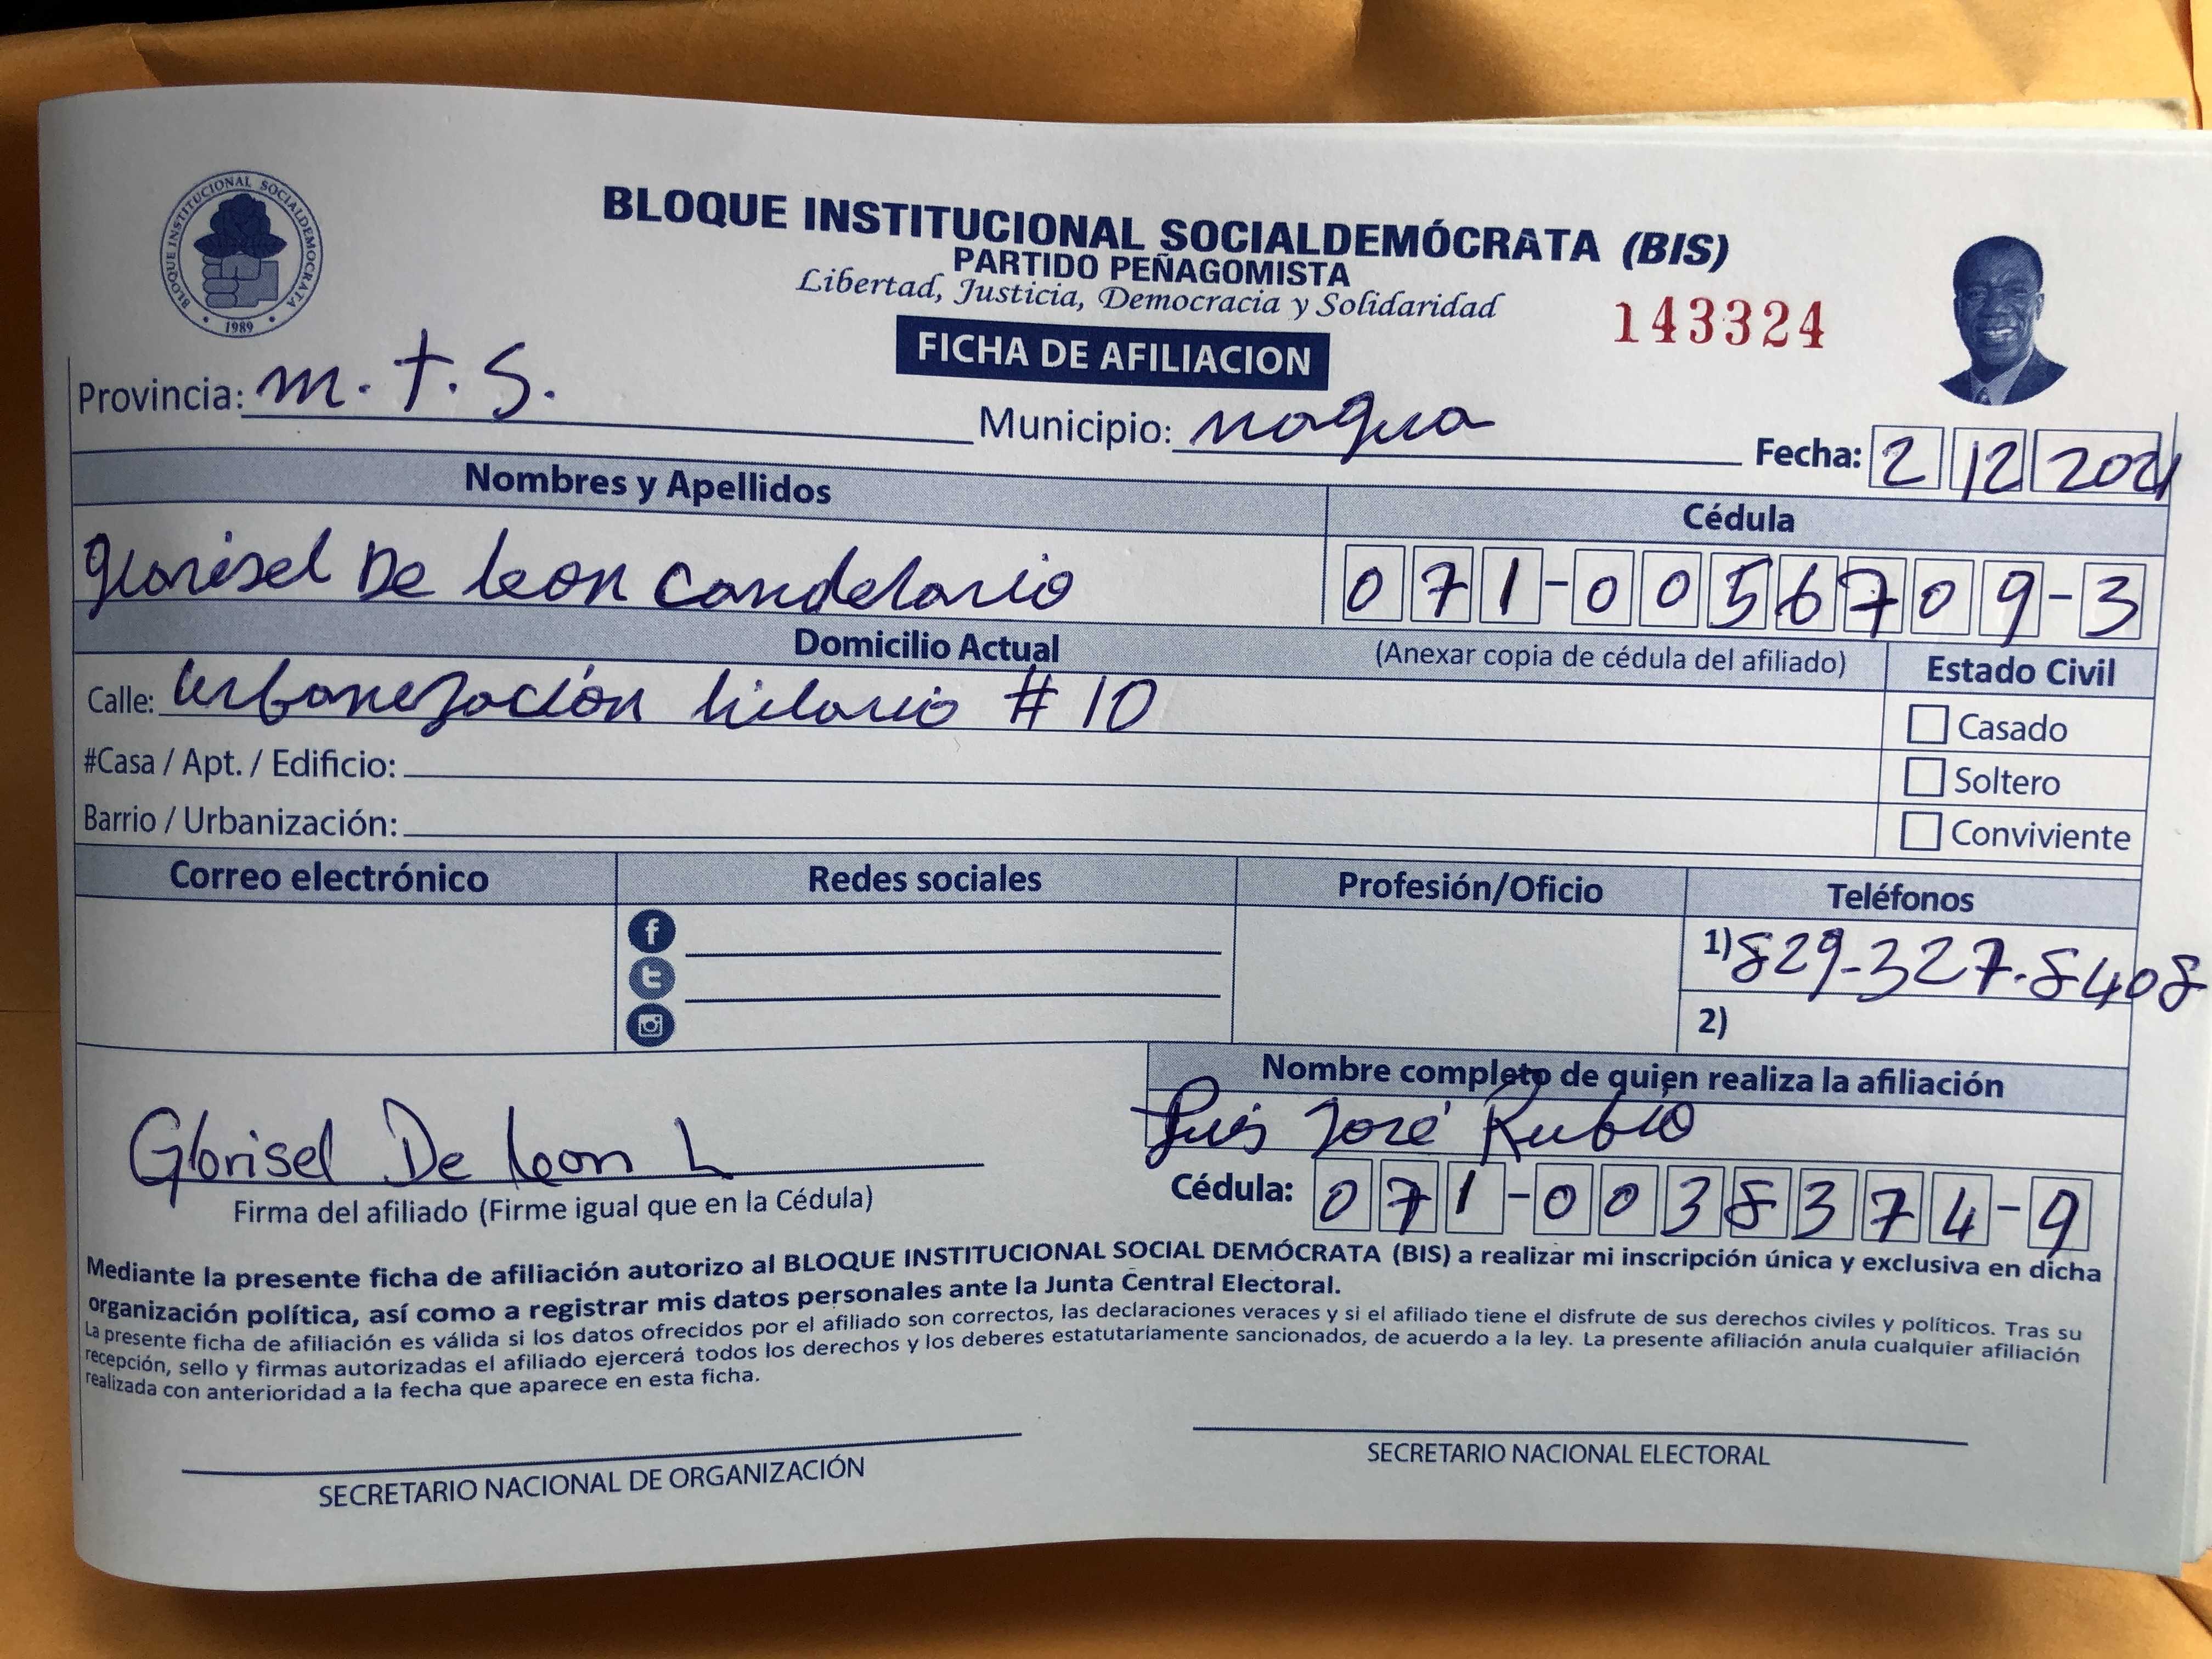 BLOQUE INSTITUCIONAL SOCIALDEMOCRATA
1989
BLOQUE INSTITUCIONAL SOCIALDEMÓCRATA (BIS)
PARTIDO PEÑAGOMISTA
Libertad, Justicia, Democracia y Solidaridad
143324
FICHA DE AFILIACION
Provincia: m.t.S.
Municipio: nagua
Fecha: 2 12 2021
Nombres y Apellidos
Cédula
Glorisel De leon Candelario
071-0056709-3
Domicilio Actual
(Anexar copia de cédula del afiliado)
Estado Civil
Calle: urbanezación hilario # 10
Casado
#Casa / Apt. / Edificio:
Soltero
Barrio / Urbanización:
Conviviente
Correo electrónico
Redes sociales
Profesión/Oficio
Teléfonos
1) 829-327-8408
2)
Nombre completo de quien realiza la afiliación
Luis José Rubio
Glorisel De leon L
Cédula: 071-0038374-9
Firma del afiliado (Firme igual que en la Cédula)
Mediante la presente ficha de afiliación autorizo al BLOQUE INSTITUCIONAL SOCIAL DEMÓCRATA (BIS) a realizar mi inscripción única y exclusiva en dicha
organización política, así como a registrar mis datos personales ante la Junta Central Electoral.
La presente ficha de afiliación es válida si los datos ofrecidos por el afiliado son correctos, las declaraciones veraces y si el afiliado tiene el disfrute de sus derechos civiles y políticos. Tras su
recepción, sello y firmas autorizadas el afiliado ejercerá todos los derechos y los deberes estatutariamente sancionados, de acuerdo a la ley. La presente afiliación anula cualquier afiliación
realizada con anterioridad a la fecha que aparece en esta ficha.
SECRETARIO NACIONAL DE ORGANIZACIÓN
SECRETARIO NACIONAL ELECTORAL